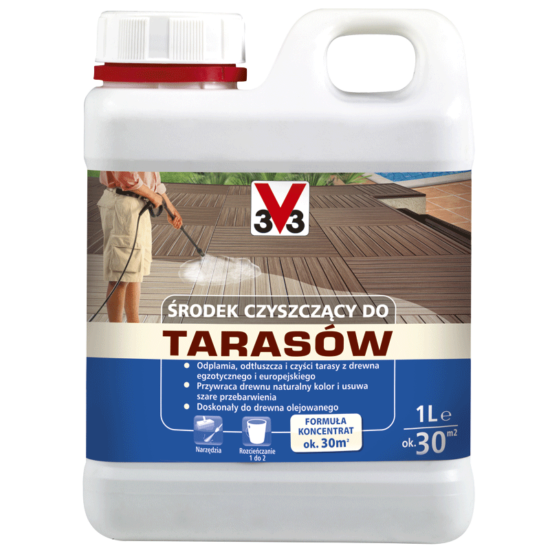 3V3
ŚRODEK CZYSZCZĄCY DO
TARASÓW
• Odplamia, odtłuszcza i czyści tarasy z drewna
egzotycznego i europejskiego
• Przywraca drewnu naturalny kolor i usuwa
szare przebarwienia
• Doskonały do drewna olejowanego
FORMUŁA
KONCENTRAT
ok. 30m²
1L e
ok. 30 m2
Narzędzia
Rozcieńczanie
1 do 2